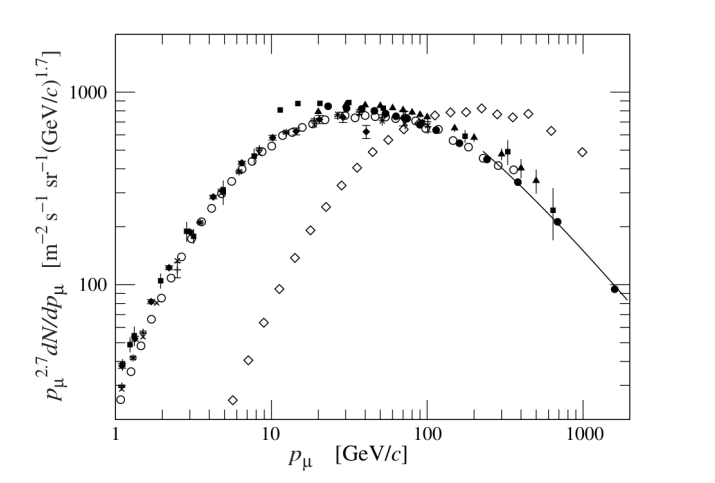 p_μ^2.7 dN/dp_μ [m^−2 s^−1 sr^−1(GeV/c)^1.7]
1000
100
1 10 100 1000
p_μ [GeV/c]